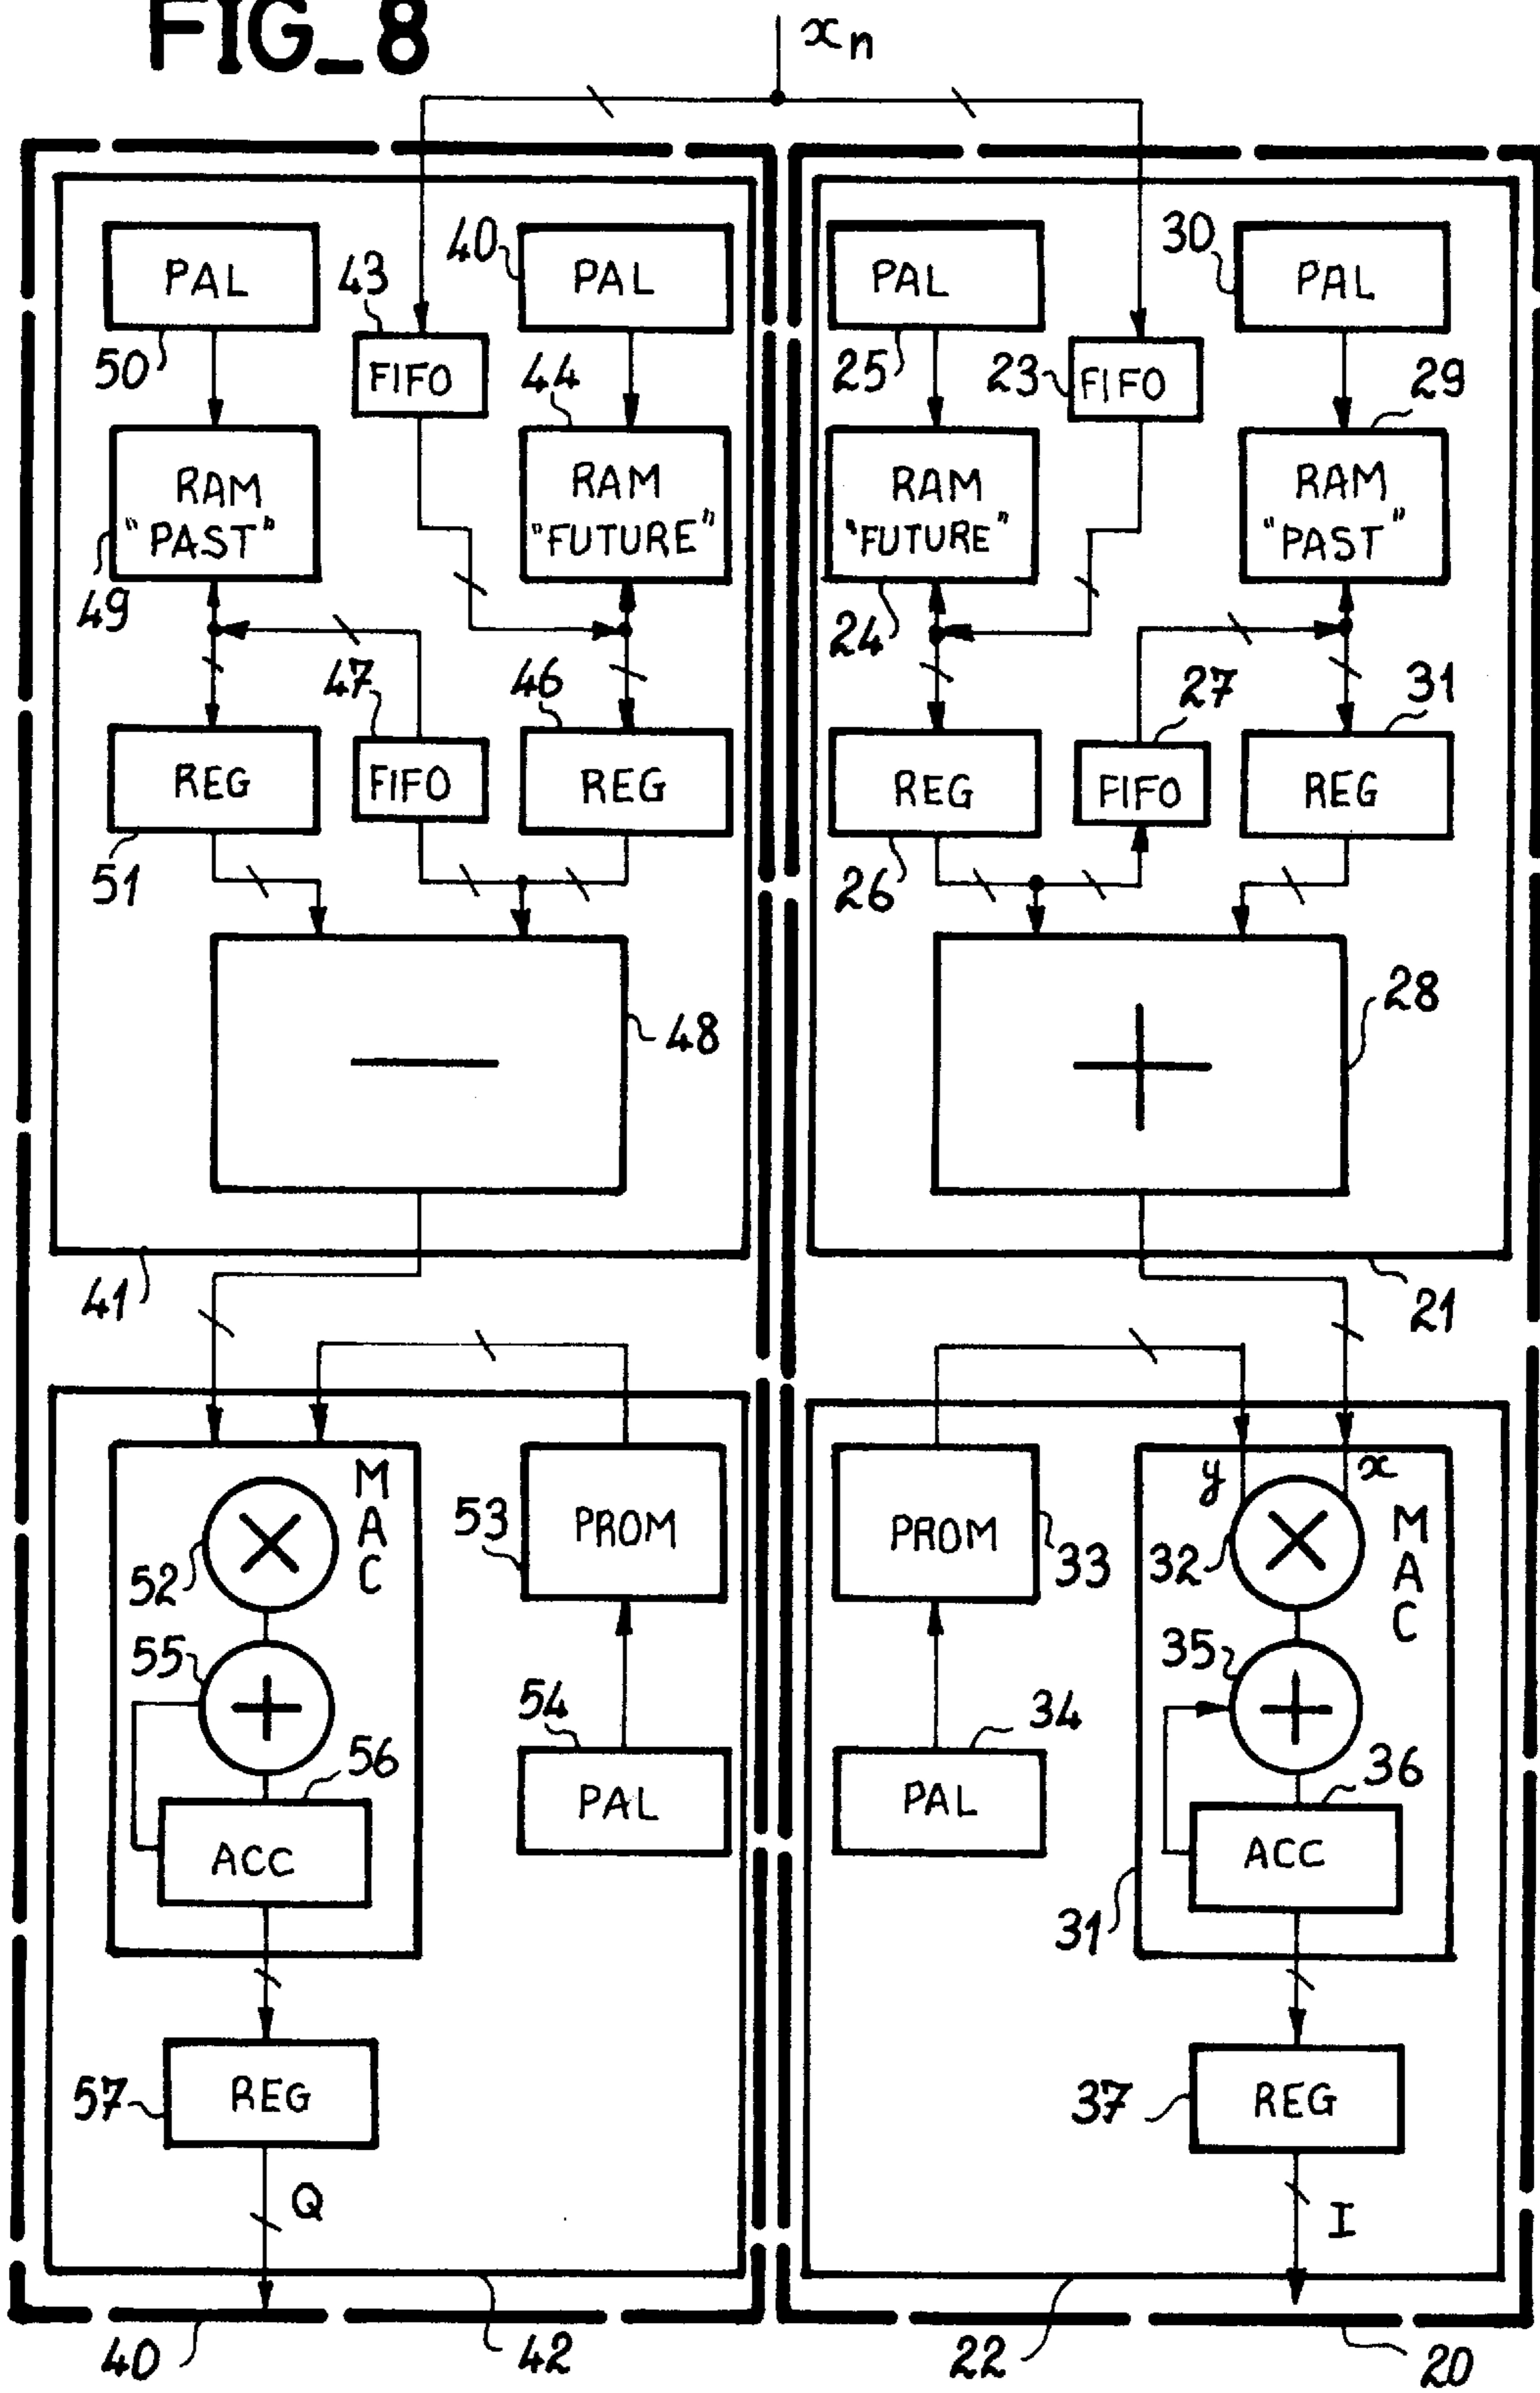 FIG_8
xn
PAL
50
43
FIFO
40
PAL
44
RAM
"PAST"
49
RAM
"FUTURE"
47
46
REG
51
FIFO
REG
48
41
PAL
25
23
FIFO
30
PAL
29
RAM
"FUTURE"
24
RAM
"PAST"
27
31
REG
26
FIFO
REG
28
21
MAC
52
53
PROM
55
54
56
ACC
PAL
57
REG
Q
40
42
PROM
33
y
x
32
MAC
35
34
36
PAL
ACC
31
37
REG
I
22
20